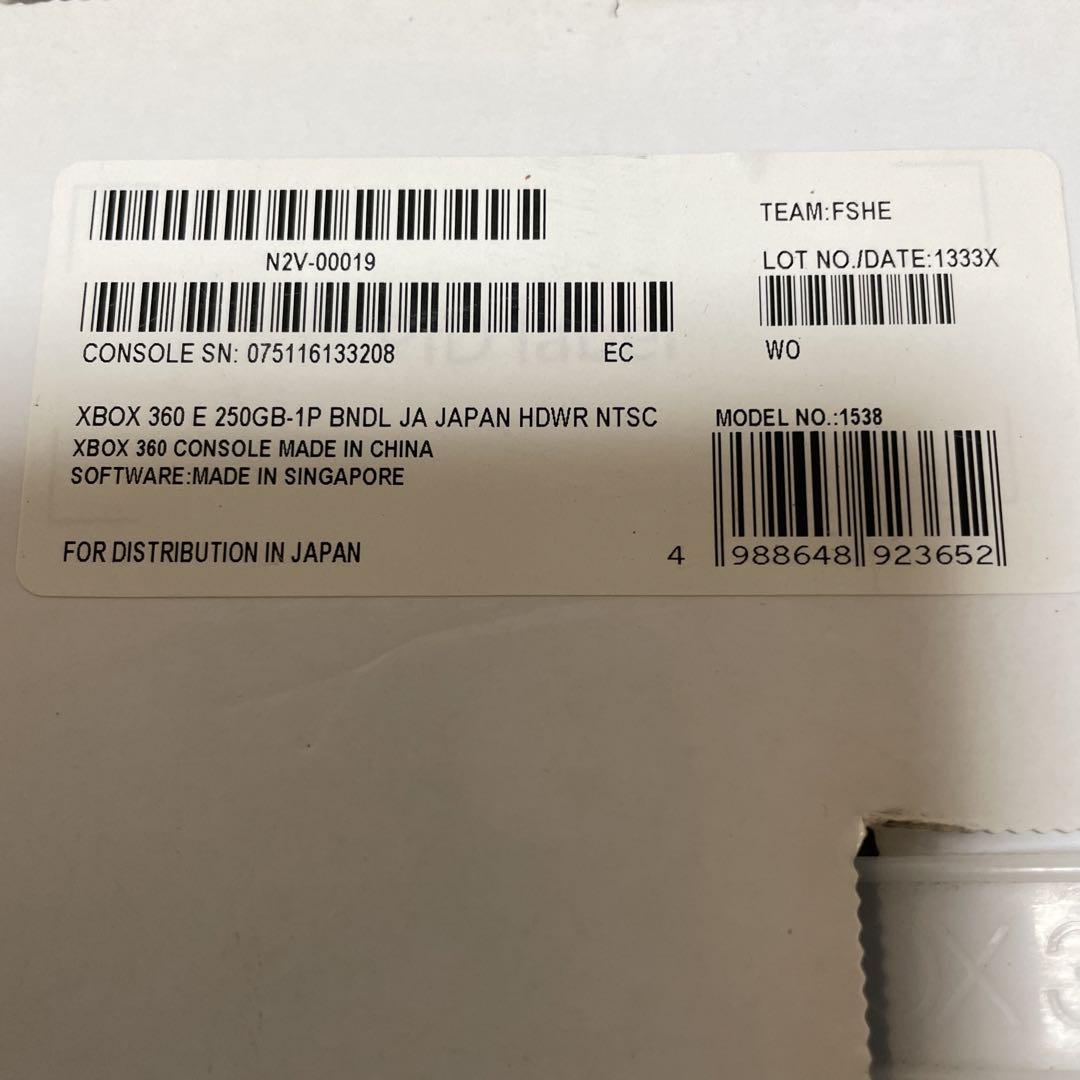 N2V-00019
CONSOLE SN: 075116133208 EC
TEAM:FSHE
LOT NO./DATE:1333X
WO
XBOX 360 E 250GB-1P BNDL JA JAPAN HDWR NTSC
XBOX 360 CONSOLE MADE IN CHINA
SOFTWARE:MADE IN SINGAPORE
FOR DISTRIBUTION IN JAPAN
MODEL NO.:1538
4 988648 923652
X 3